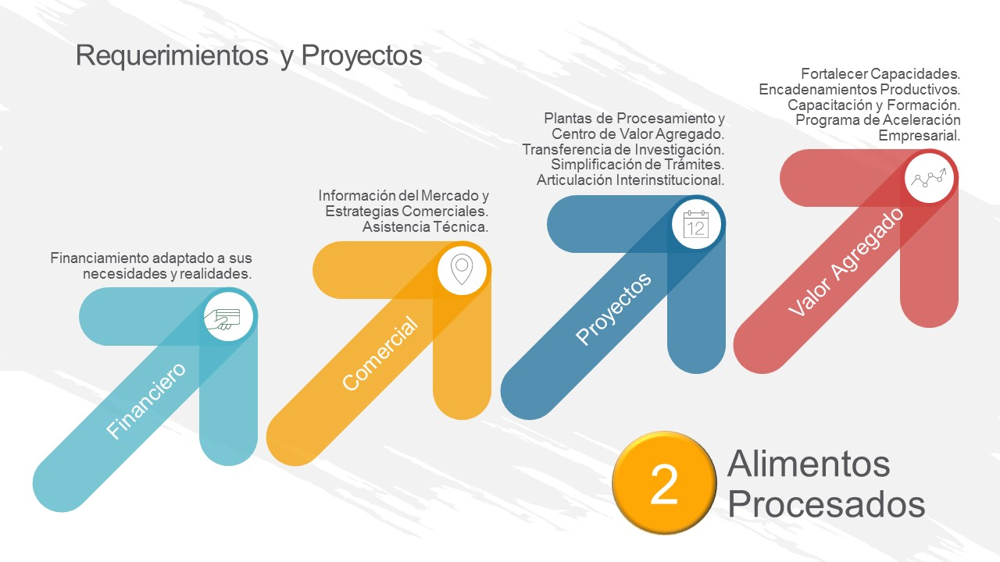 Requerimientos y Proyectos
Financiamiento adaptado a sus
necesidades y realidades.
Financiero
Información del Mercado y
Estrategias Comerciales.
Asistencia Técnica.
Comercial
Plantas de Procesamiento y
Centro de Valor Agregado.
Transferencia de Investigación.
Simplificación de Trámites.
Articulación Interinstitucional.
12
Proyectos
Fortalecer Capacidades.
Encadenamientos Productivos.
Capacitación y Formación.
Programa de Aceleración
Empresarial.
Valor Agregado
2
Alimentos
Procesados